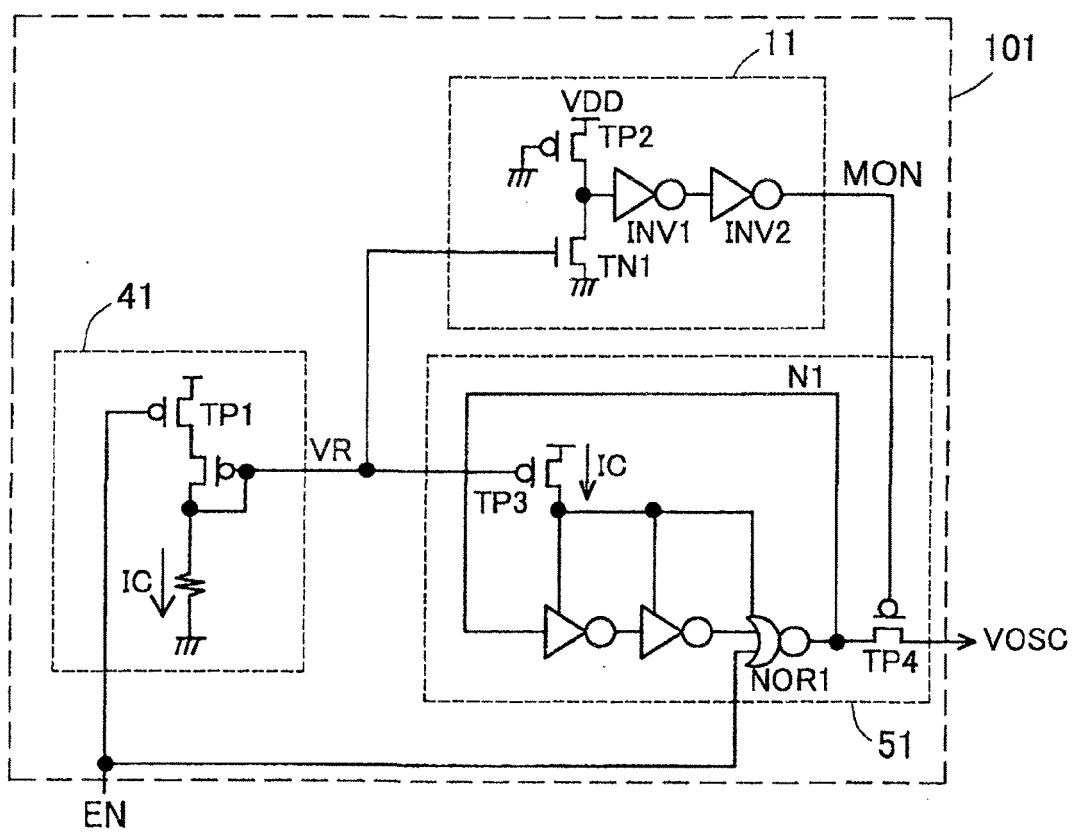 101
11
VDD
TP2
MON
INV1
INV2
TN1
41
N1
TP1
VR
IC
TP3
IC
NOR1
TP4
VOSC
51
EN